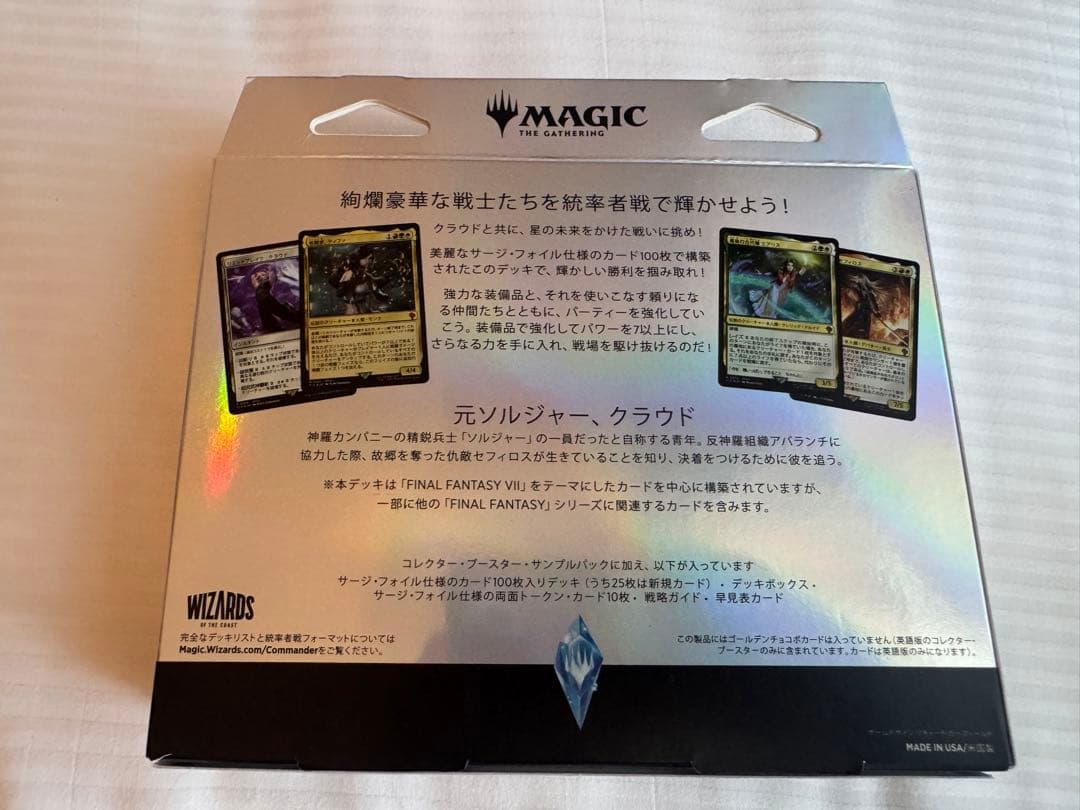 MAGIC
THE GATHERING
絢爛豪華な戦士たちを統率者戦で輝かせよう!
クラウドと共に、星の未来をかけた戦いに挑め!
美麗なサージ・フォイル仕様のカード100枚で構築
されたこのデッキで、輝かしい勝利を掴み取れ!
強力な装備品と、それを使いこなす頼りにな
る仲間たちとともに、パーティーを強化してい
こう。装備品で強化してパワーを7以上にし、
さらなる力を手に入れ、戦場を駆け抜けるのだ!
インスタント
4/4
元ソルジャー、クラウド
神羅カンパニーの精鋭兵士「ソルジャー」の一員だったと自称する青年。反神羅組織アバランチに
協力した際、故郷を奪った仇敵セフィロスが生きていることを知り、決着をつけるために彼を追う。
※本デッキは「FINAL FANTASY VII」をテーマにしたカードを中心に構築されていますが、
一部に他の「FINAL FANTASY」シリーズに関連するカードを含みます。
コレクター・ブースター・サンプルパックに加え、以下が入っています
サージ・フォイル仕様のカード100枚入りデッキ(うち25枚は新規カード)・デッキボックス・
サージ・フォイル仕様の両面トークン・カード10枚・戦略ガイド・早見表カード
WIZARDS
OF THE COAST
完全なデッキリストと統率者戦フォーマットについては
Magic.Wizards.com/Commanderをご覧ください。
この製品にはゴールデンチョコボカードは入っていません(英語版のコレクター・
ブースターのみに含まれています。カードは英語版のみになります)。
MADE IN USA/米国製